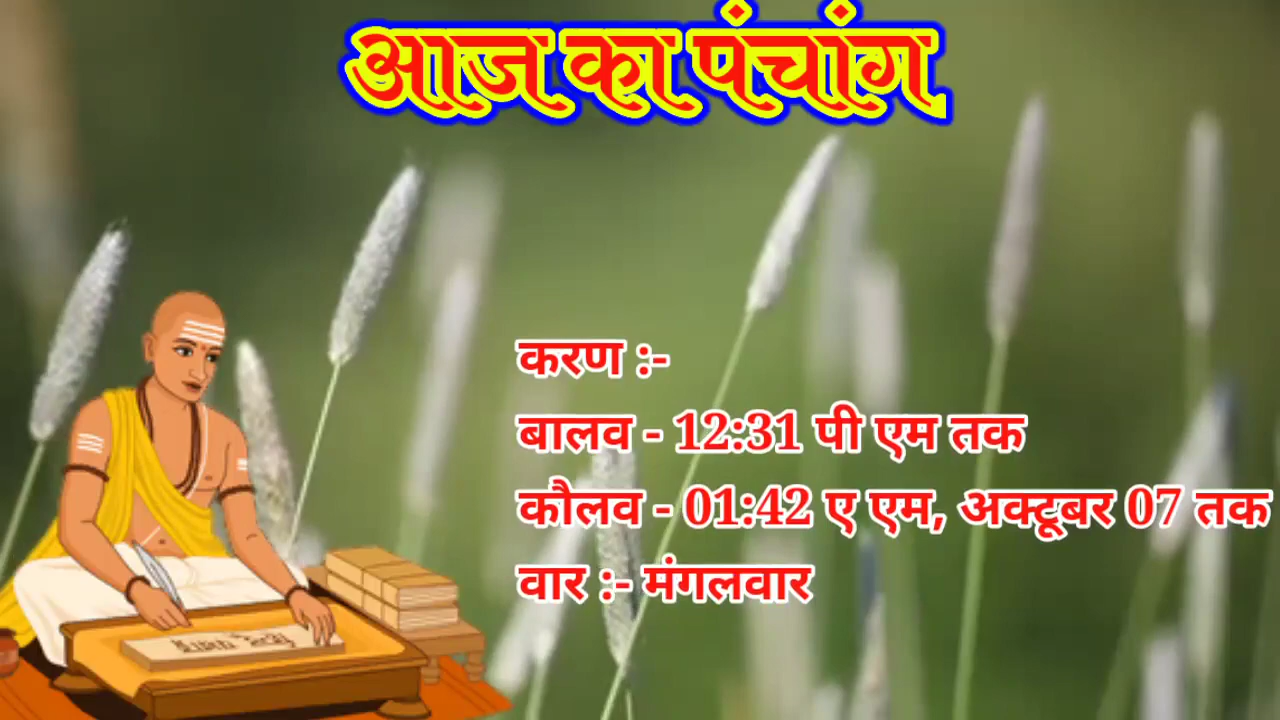 आज का पंचांग
करण :-
बालव - 12:31 पी एम तक
कौलव - 01:42 ए एम, अक्टूबर 07 तक
वार :- मंगलवार